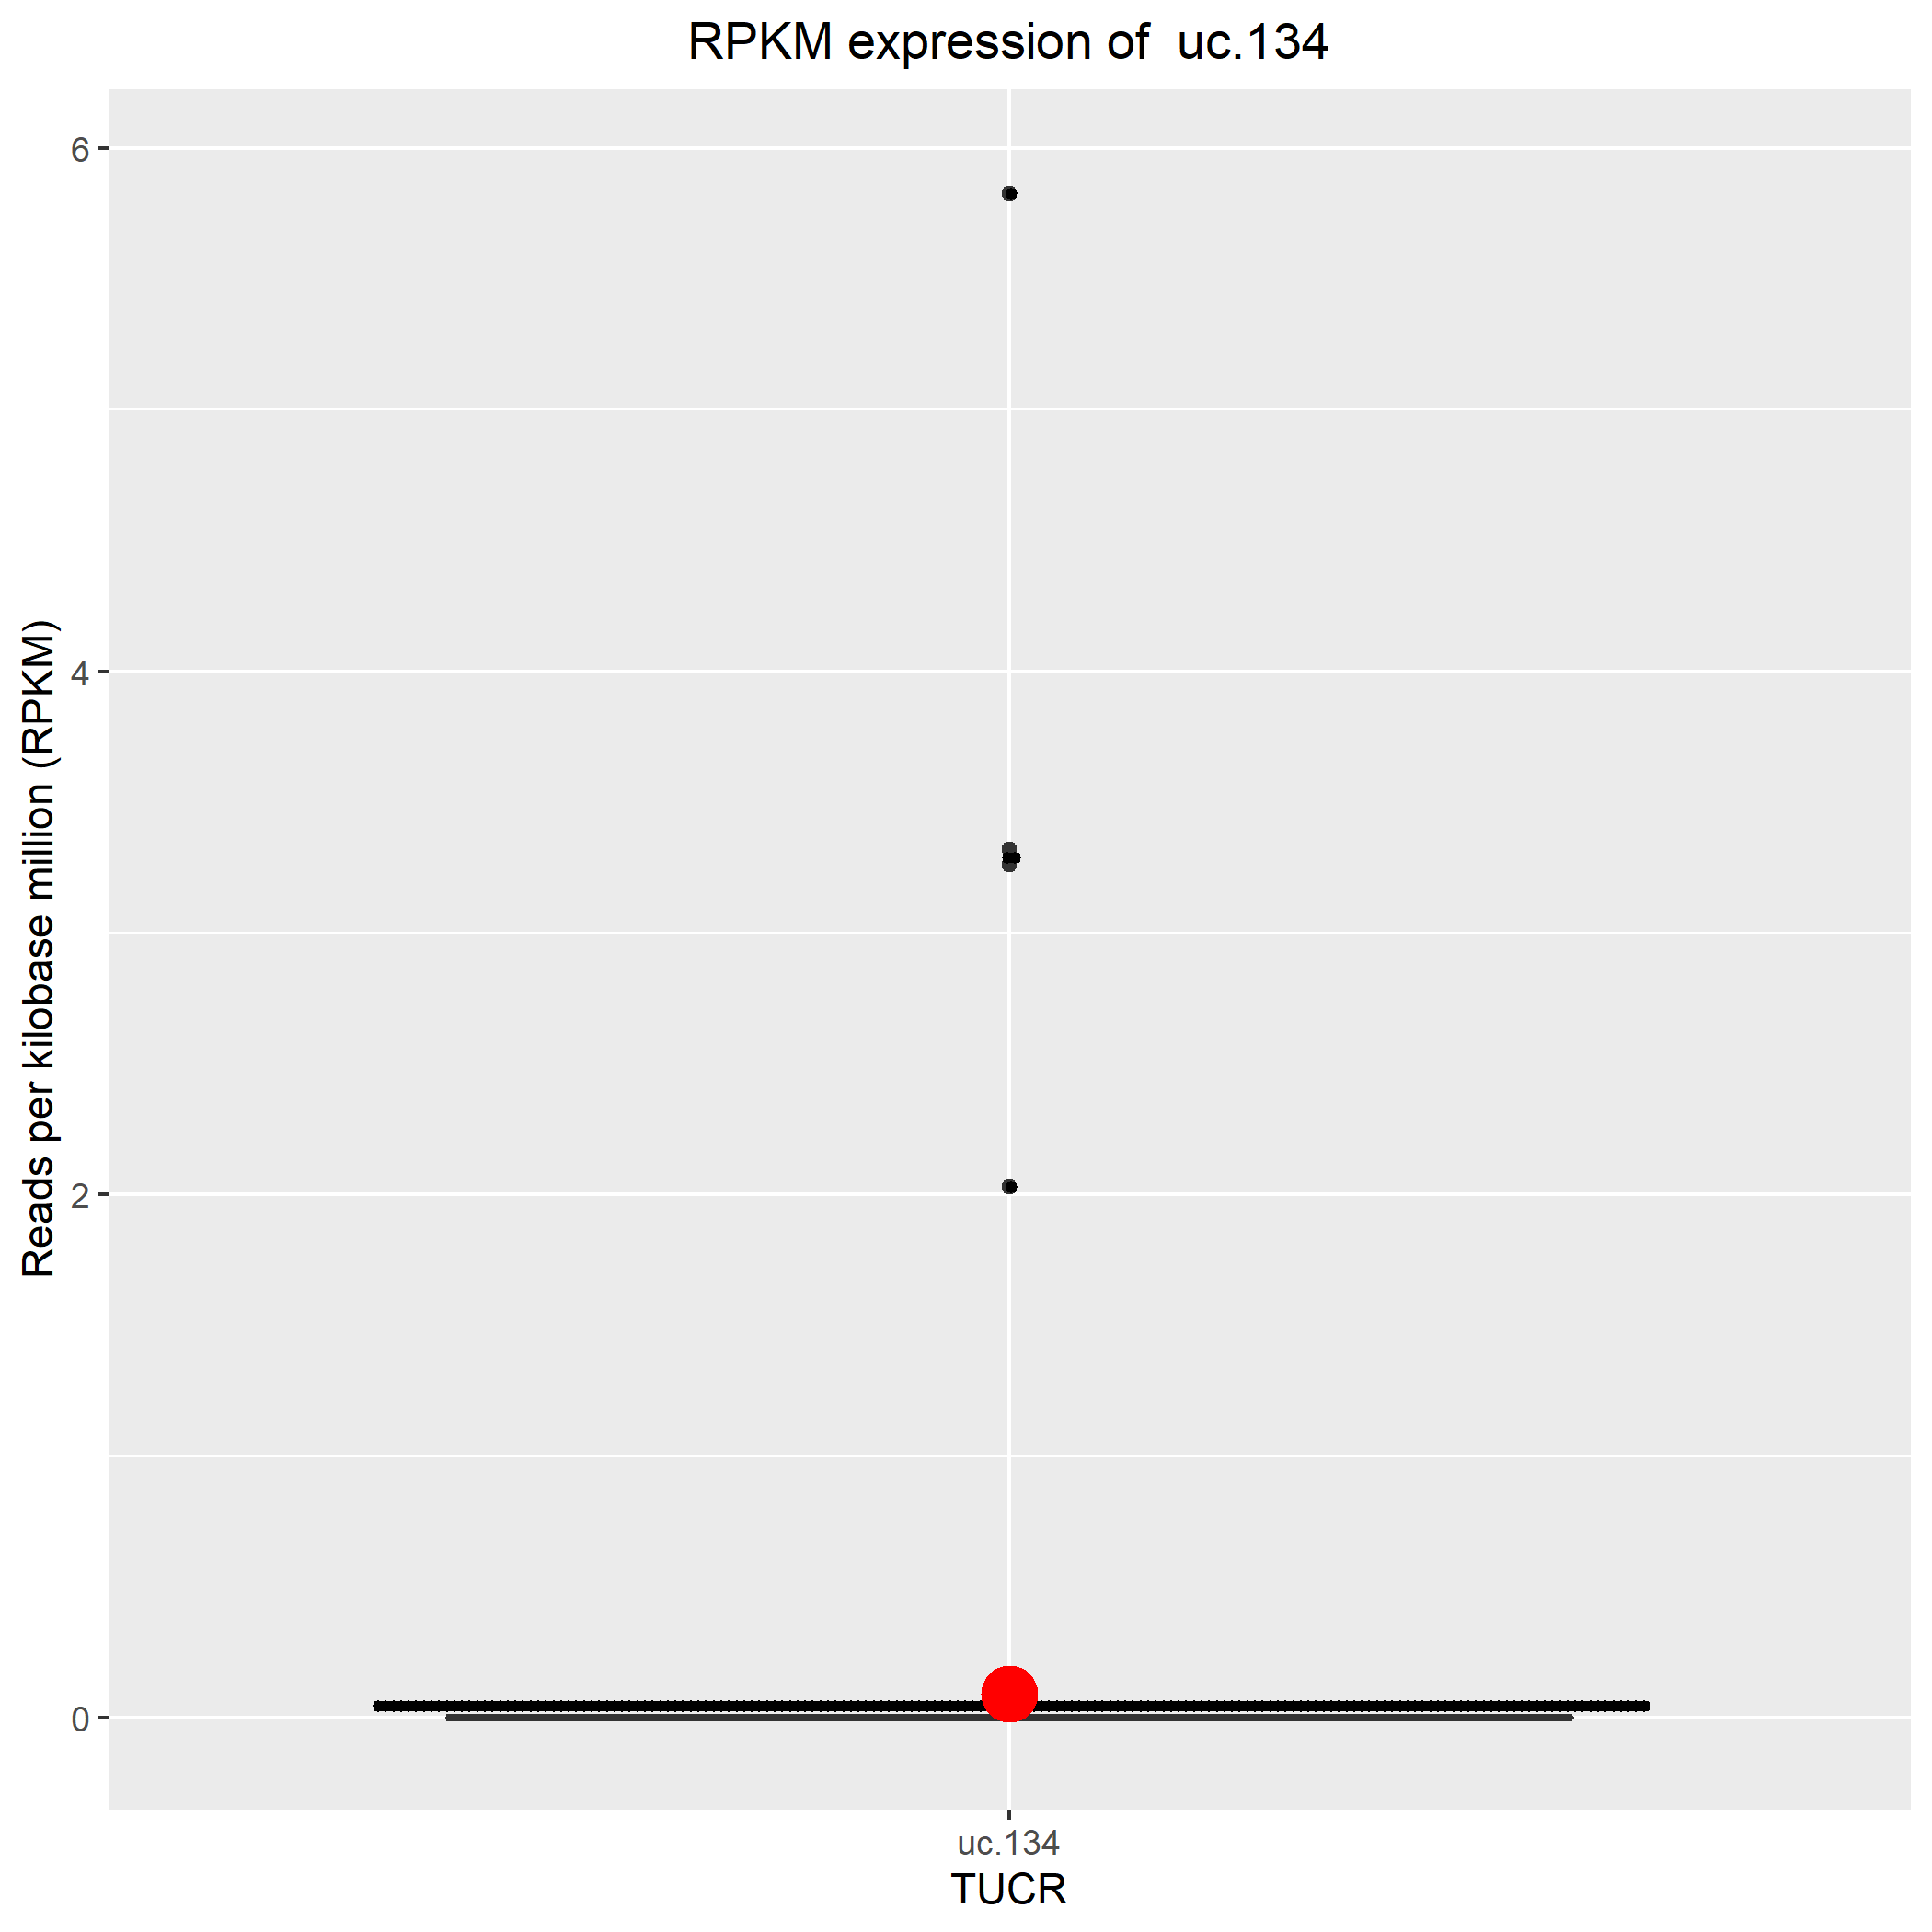 RPKM expression of  uc.134
Reads per kilobase million (RPKM)
6
4
2
0
uc.134
TUCR